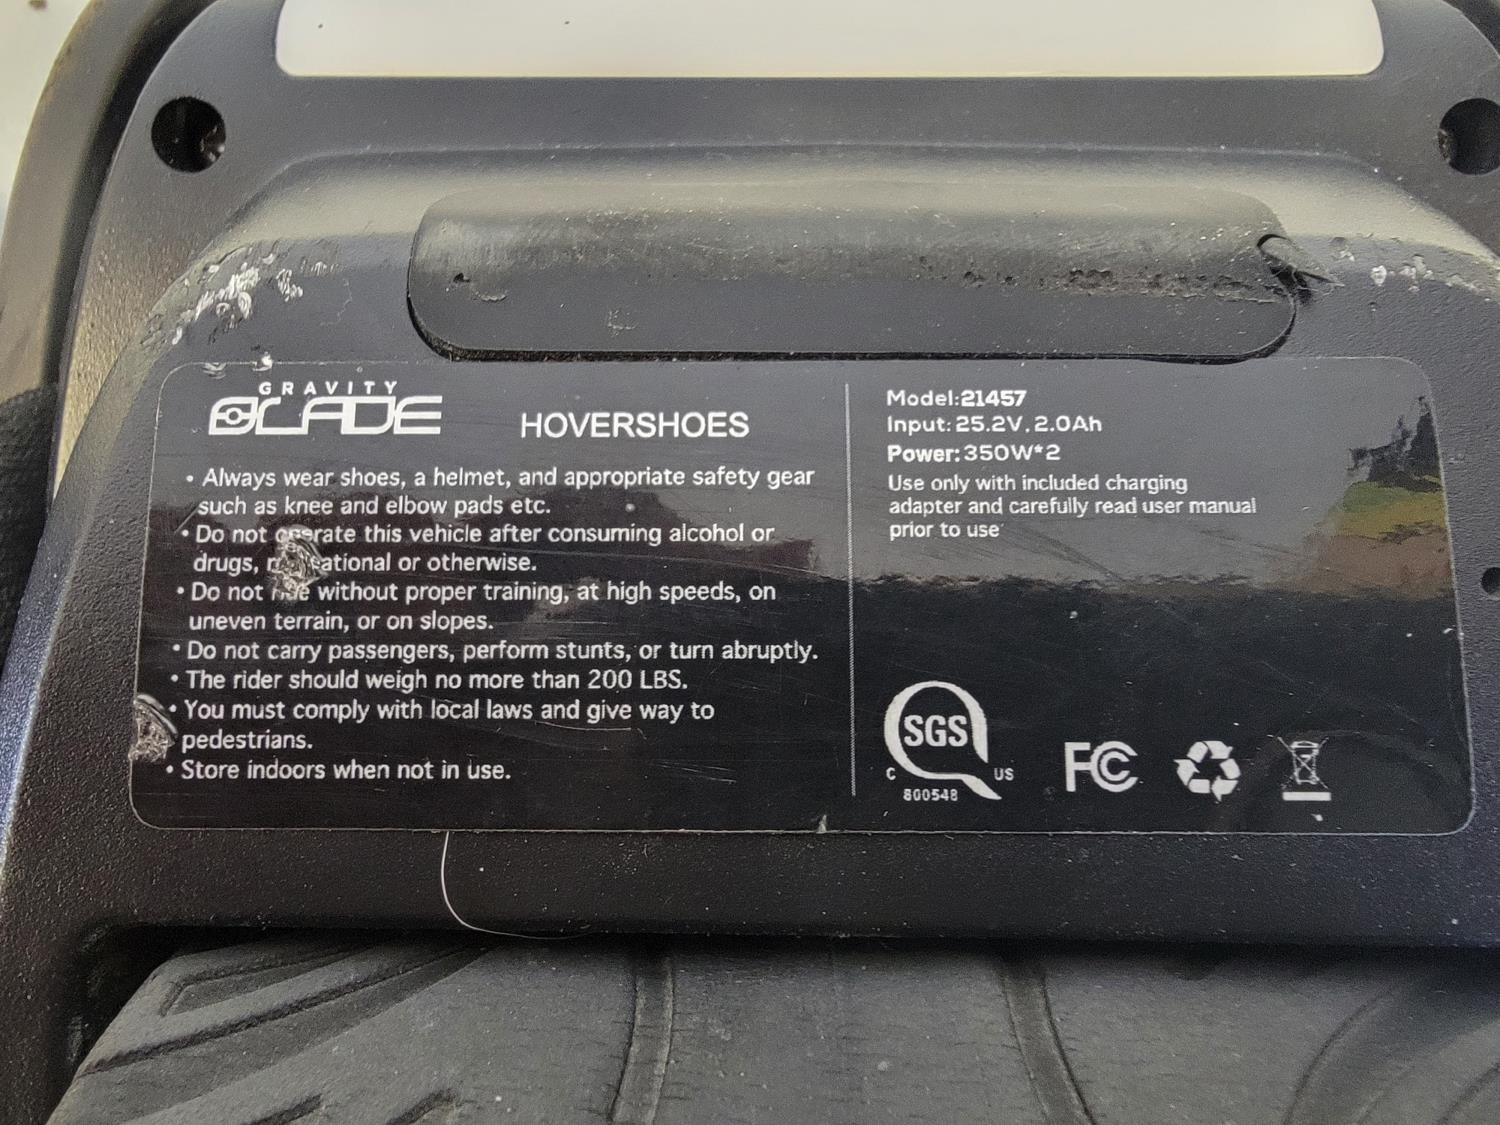 GRAVITY
BLADE
HOVERSHOES
• Always wear shoes, a helmet, and appropriate safety gear
such as knee and elbow pads etc.
• Do not operate this vehicle after consuming alcohol or
drugs, or otherwise.
• Do not ride without proper training, at high speeds, on
uneven terrain, or on slopes.
• Do not carry passengers, perform stunts, or turn abruptly.
• The rider should weigh no more than 200 LBS.
• You must comply with local laws and give way to
pedestrians.
• Store indoors when not in use.
Model:21457
Input: 25.2V, 2.0Ah
Power:350W*2
Use only with included charging
adapter and carefully read user manual
prior to use
SGS
C US
800548
FC